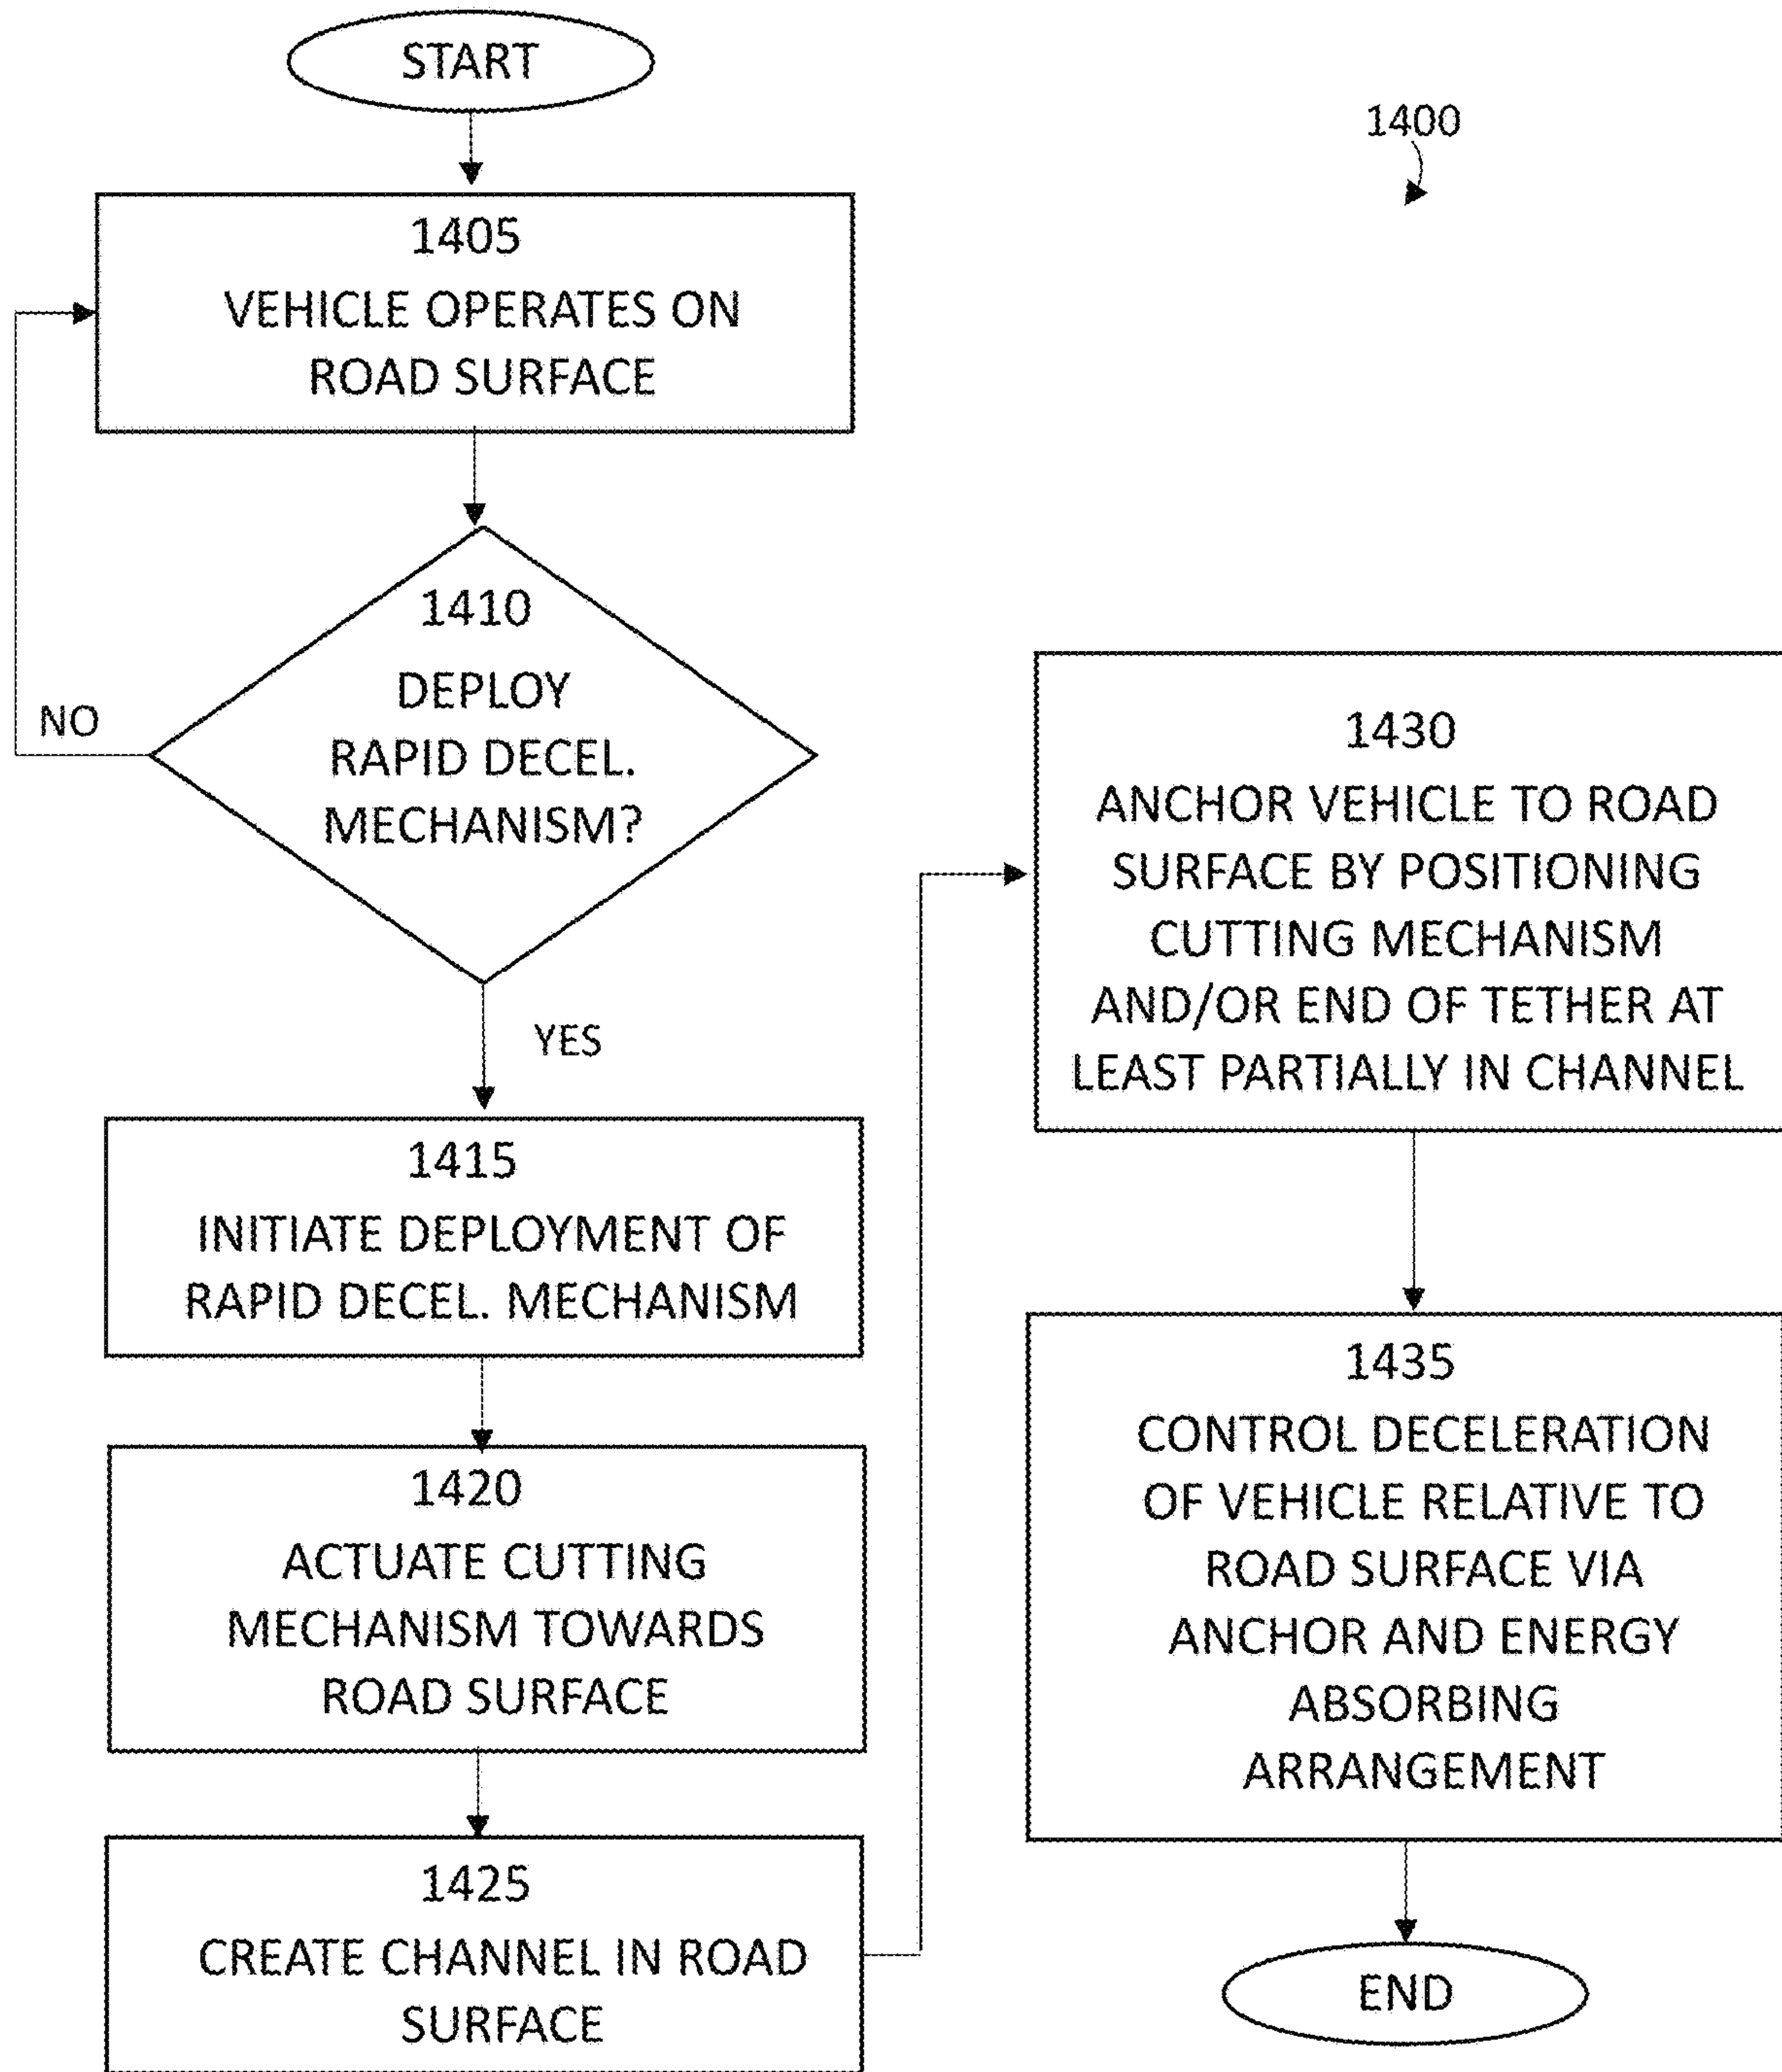 START
1400
1405
VEHICLE OPERATES ON
ROAD SURFACE
1410
DEPLOY
RAPID DECEL.
MECHANISM?
NO
YES
1415
INITIATE DEPLOYMENT OF
RAPID DECEL. MECHANISM
1420
ACTUATE CUTTING
MECHANISM TOWARDS
ROAD SURFACE
1425
CREATE CHANNEL IN ROAD
SURFACE
1430
ANCHOR VEHICLE TO ROAD
SURFACE BY POSITIONING
CUTTING MECHANISM
AND/OR END OF TETHER AT
LEAST PARTIALLY IN CHANNEL
1435
CONTROL DECELERATION
OF VEHICLE RELATIVE TO
ROAD SURFACE VIA
ANCHOR AND ENERGY
ABSORBING
ARRANGEMENT
END